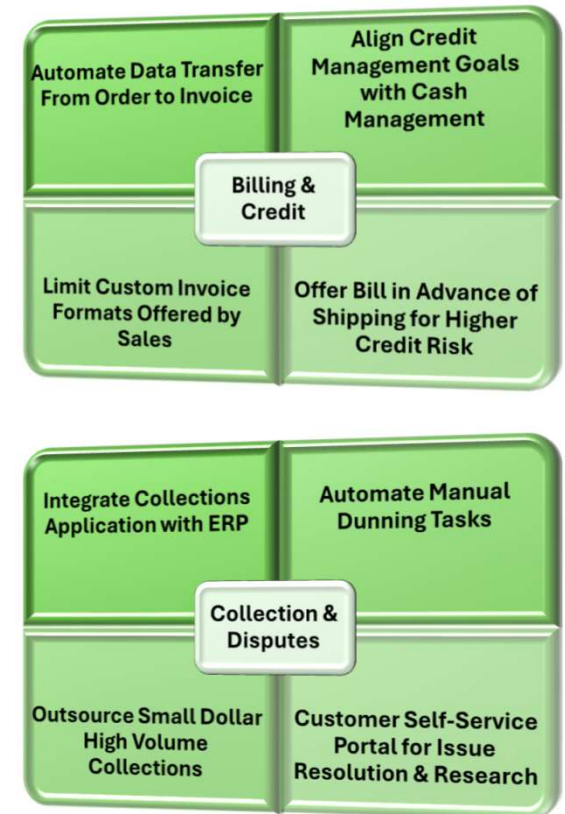 Automate Data Transfer
From Order to Invoice
Align Credit
Management Goals
with Cash
Management
Billing &
Credit
Limit Custom Invoice
Formats Offered by
Sales
Offer Bill in Advance of
Shipping for Higher
Credit Risk
Integrate Collections
Application with ERP
Automate Manual
Dunning Tasks
Collection &
Disputes
Outsource Small Dollar
High Volume
Collections
Customer Self-Service
Portal for Issue
Resolution & Research